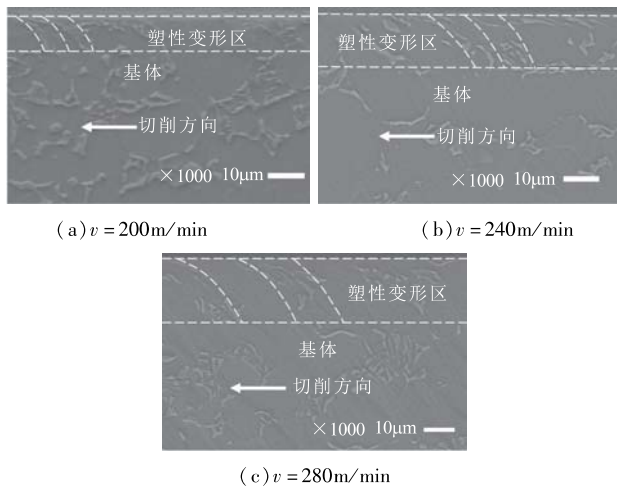 塑性变形区
基体
切削方向
×1000 10μm
(a)v=200m/min
塑性变形区
基体
切削方向
×1000 10μm
(b)v=240m/min
塑性变形区
基体
切削方向
×1000 10μm
(c)v=280m/min